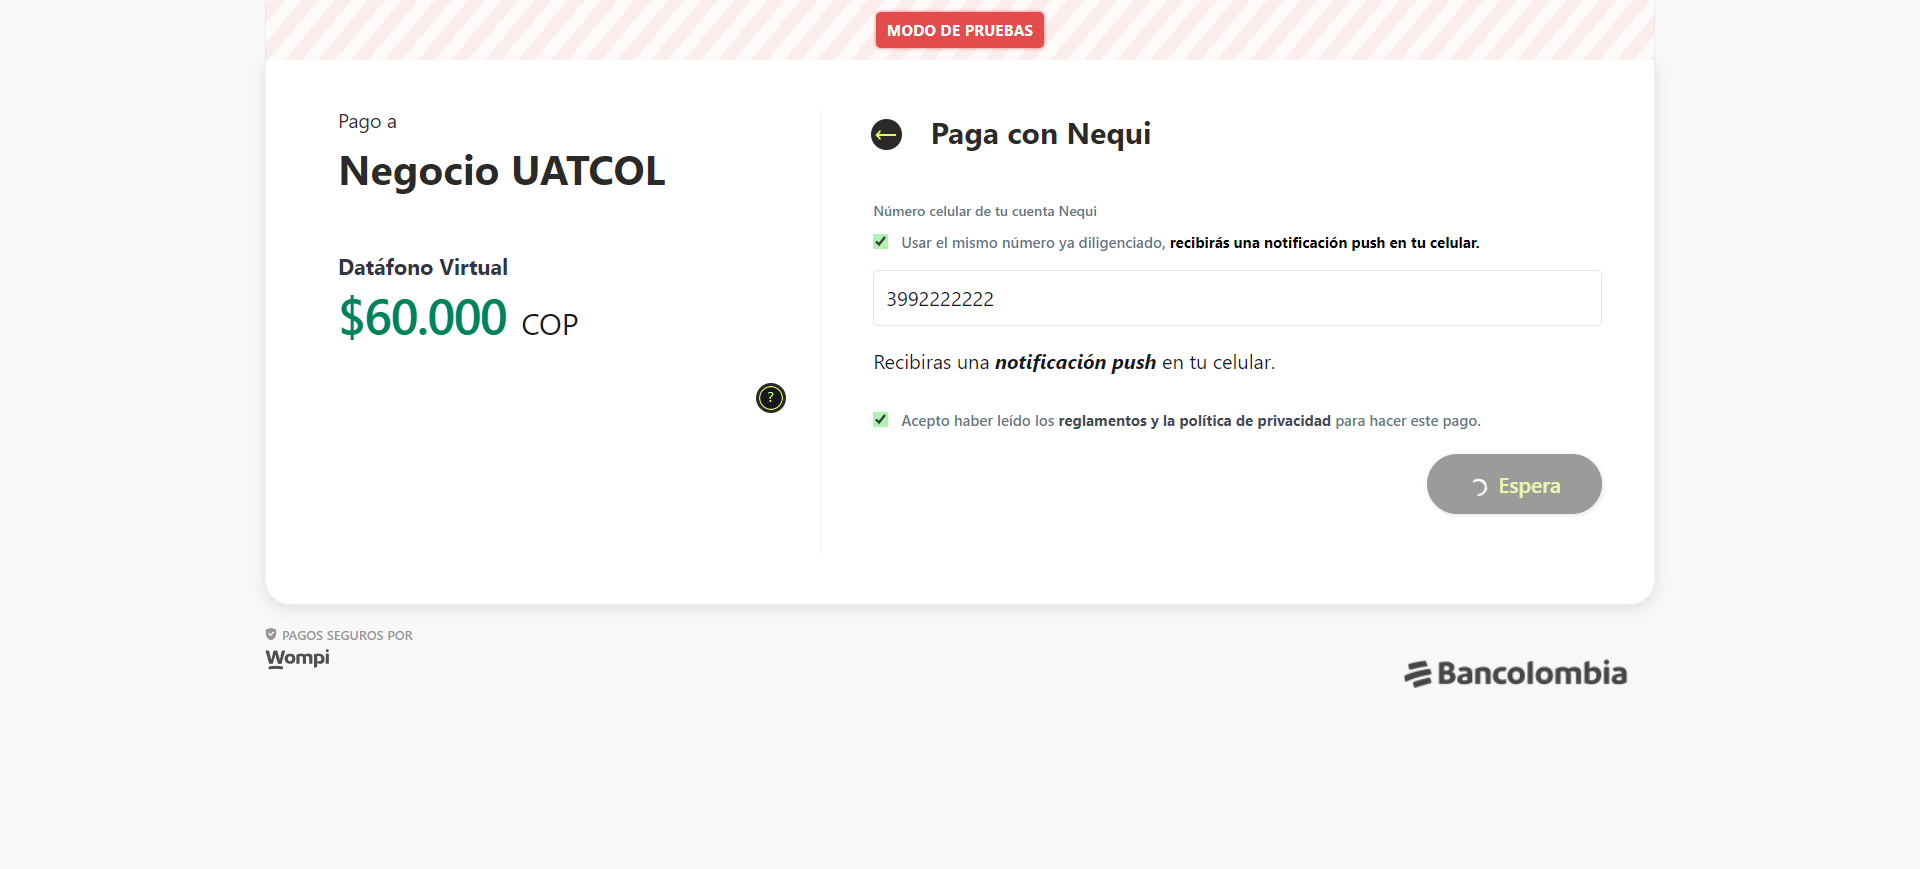 MODO DE PRUEBAS
Pago a
Negocio UATCOL
Datáfono Virtual
$60.000 COP
?
Paga con Nequi
Número celular de tu cuenta Nequi
Usar el mismo número ya diligenciado, recibirás una notificación push en tu celular.
3992222222
Recibiras una notificación push en tu celular.
Acepto haber leído los reglamentos y la política de privacidad para hacer este pago.
Espera
PAGOS SEGUROS POR
Wompi
Bancolombia